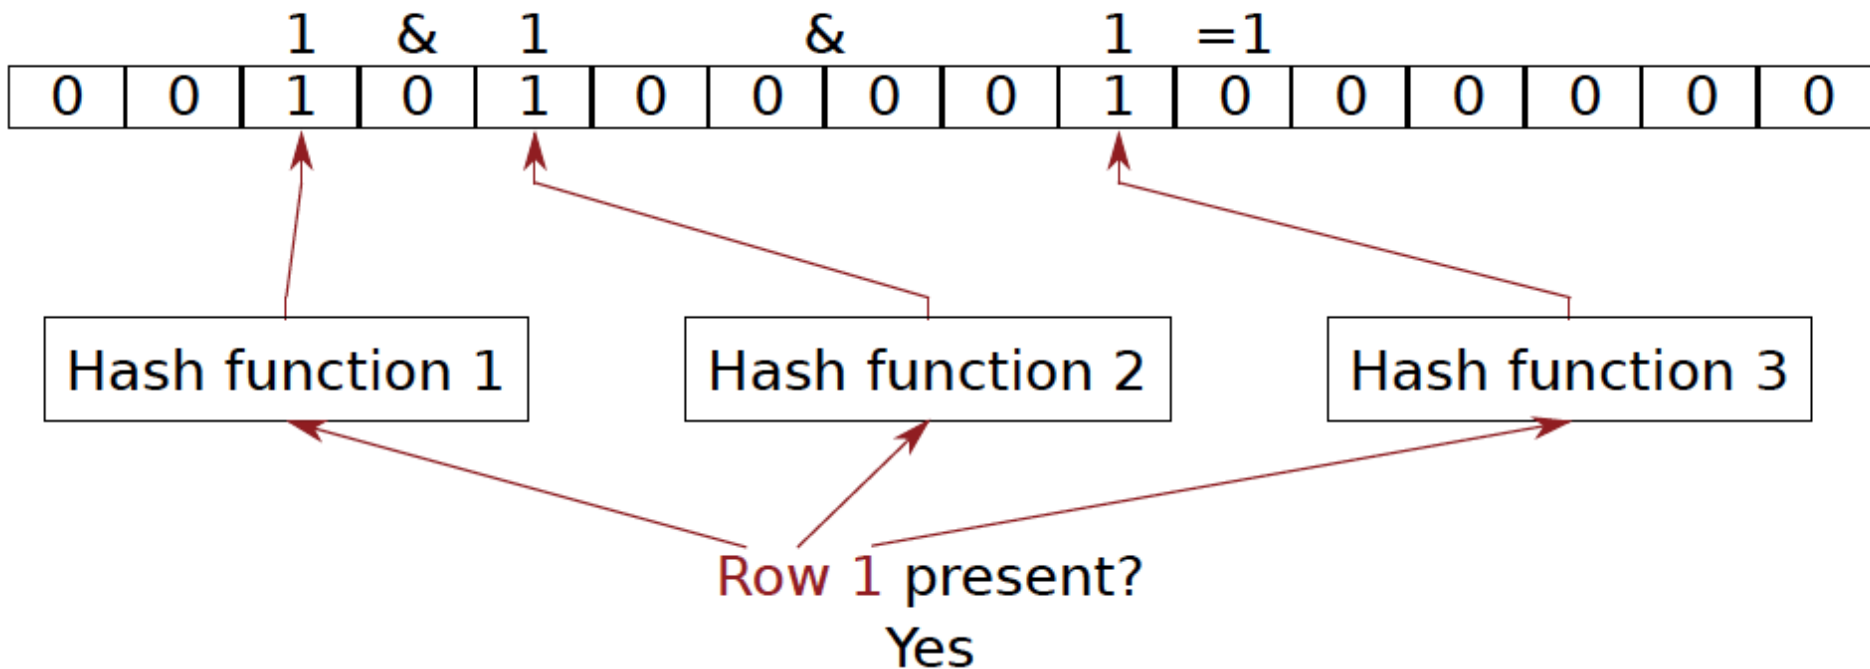 1 & 1 & 1 =1
0 0 1 0 1 0 0 0 0 1 0 0 0 0 0 0
Hash function 1 Hash function 2 Hash function 3
Row 1 present?
Yes